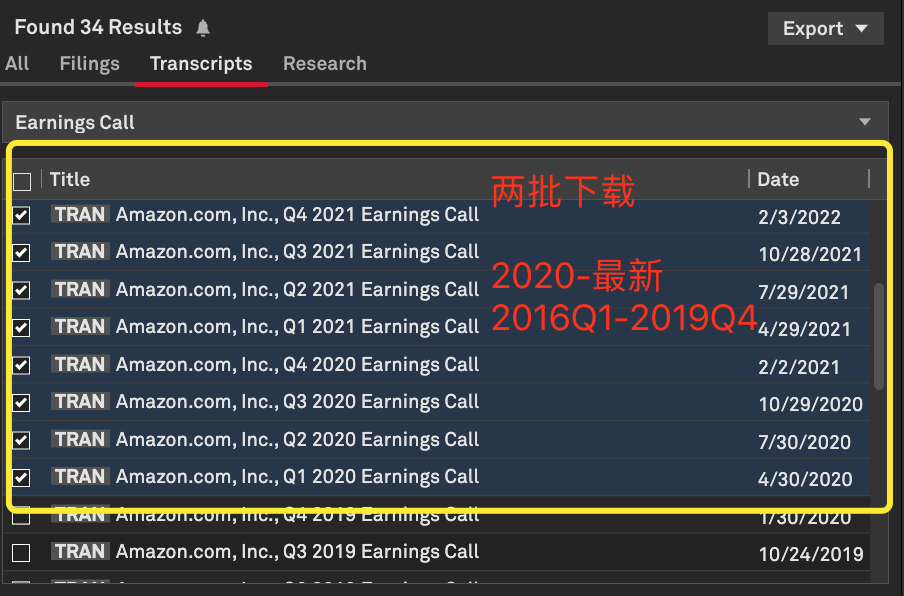 Found 34 Results
Export
All Filings Transcripts Research
Earnings Call
Title Date
两批下载
TRAN Amazon.com, Inc., Q4 2021 Earnings Call 2/3/2022
TRAN Amazon.com, Inc., Q3 2021 Earnings Call 10/28/2021
2020-最新
TRAN Amazon.com, Inc., Q2 2021 Earnings Call 7/29/2021
2016Q1-2019Q4
TRAN Amazon.com, Inc., Q1 2021 Earnings Call 4/29/2021
TRAN Amazon.com, Inc., Q4 2020 Earnings Call 2/2/2021
TRAN Amazon.com, Inc., Q3 2020 Earnings Call 10/29/2020
TRAN Amazon.com, Inc., Q2 2020 Earnings Call 7/30/2020
TRAN Amazon.com, Inc., Q1 2020 Earnings Call 4/30/2020
TRAN Amazon.com, Inc., Q4 2019 Earnings Call 1/30/2020
TRAN Amazon.com, Inc., Q3 2019 Earnings Call 10/24/2019